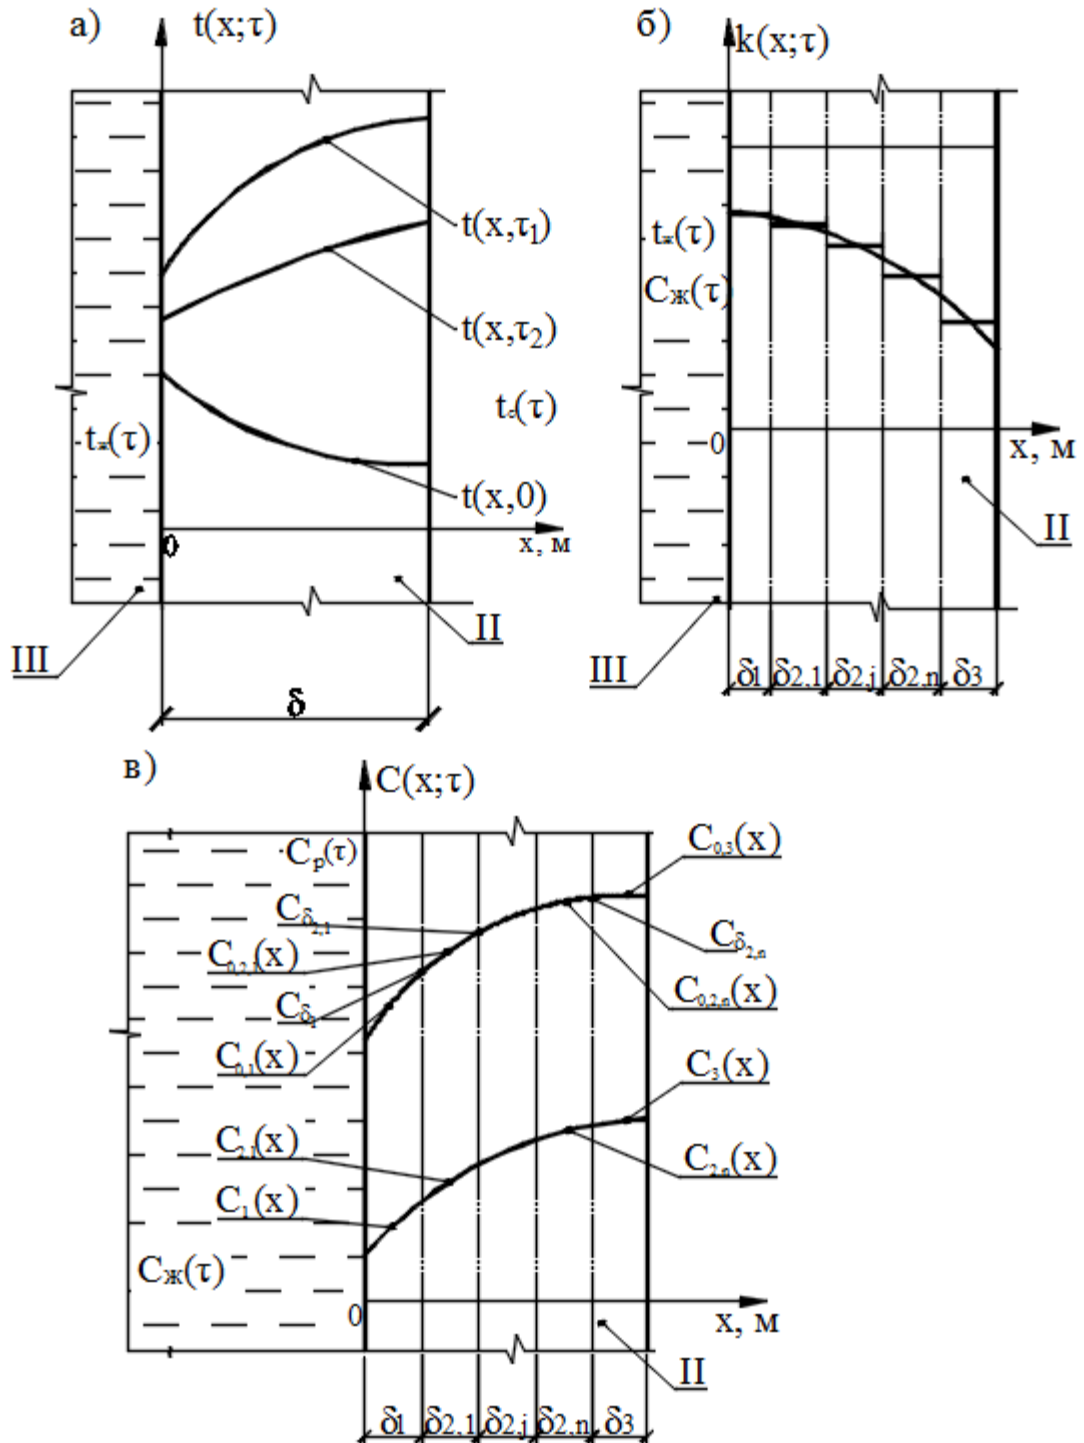 а)
t(x;τ)
t(x,τ₁)
t(x,τ₂)
t꜀(τ)
tж(τ)
t(x,0)
0
x, м
III
II
δ
б)
k(x;τ)
tж(τ)
Cж(τ)
0
x, м
II
III
δ1 δ2,1 δ2,j δ2,n δ3
в)
C(x;τ)
Cр(τ)
C₀,₃(x)
Cδ₂,₁
Cδ₂,ₙ
C₀,₂,₁(x)
C₀,₂,ₙ(x)
Cδ₁
C₀,₁(x)
C₃(x)
C₂,₁(x)
C₂,ₙ(x)
C₁(x)
Cж(τ)
0
x, м
II
δ1 δ2,1 δ2,j δ2,n δ3